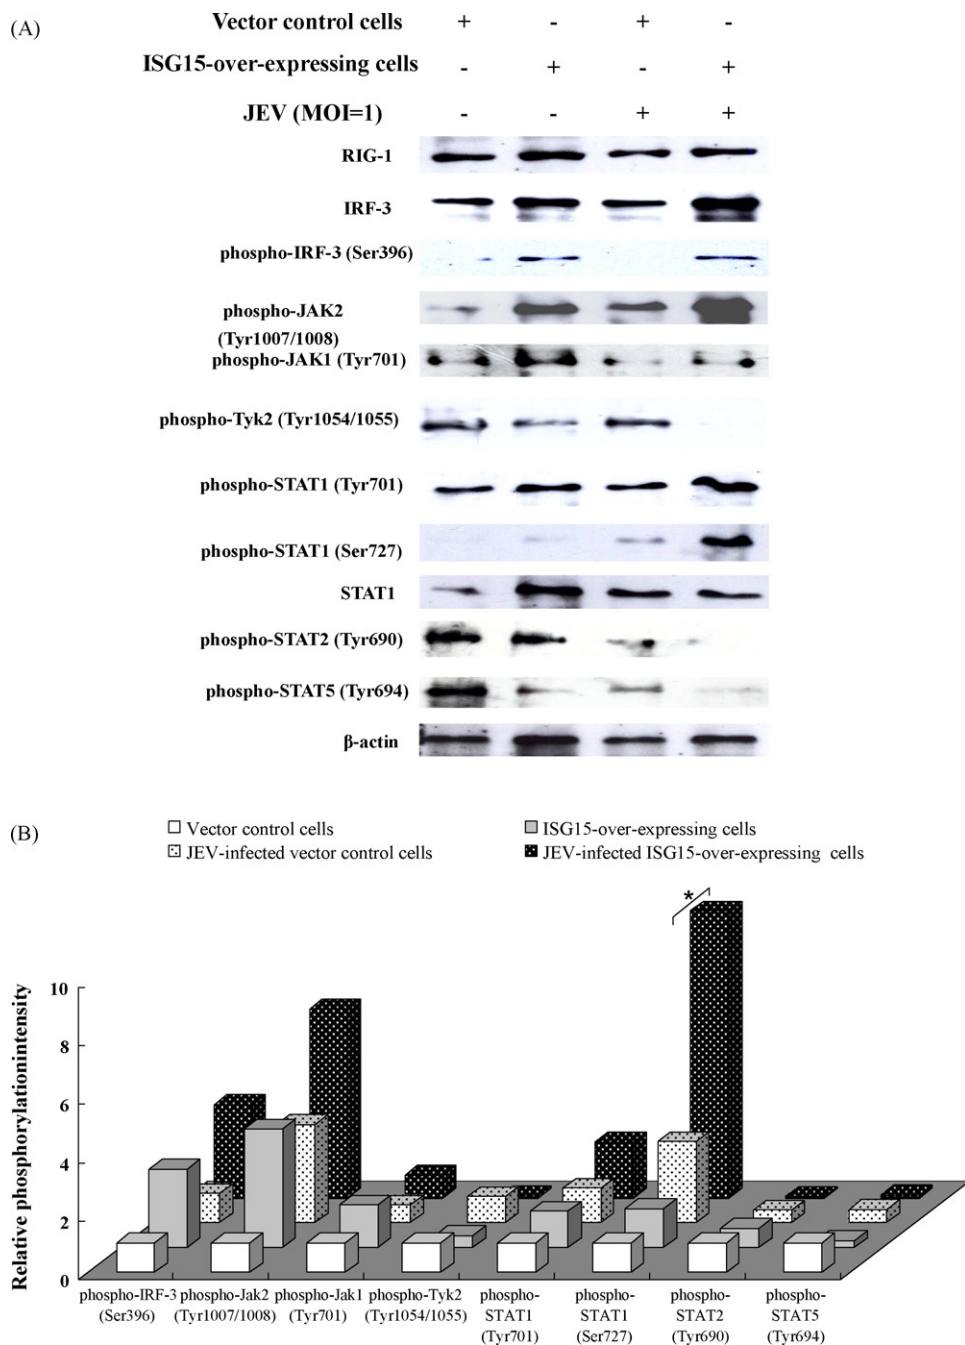 (A)
Vector control cells + - + -
ISG15-over-expressing cells - + - +
JEV (MOI=1) - - + +
RIG-1
IRF-3
phospho-IRF-3 (Ser396)
phospho-JAK2
(Tyr1007/1008)
phospho-JAK1 (Tyr701)
phospho-Tyk2 (Tyr1054/1055)
phospho-STAT1 (Tyr701)
phospho-STAT1 (Ser727)
STAT1
phospho-STAT2 (Tyr690)
phospho-STAT5 (Tyr694)
β-actin
(B)
Vector control cells
ISG15-over-expressing cells
JEV-infected vector control cells
JEV-infected ISG15-over-expressing cells
*
Relative phosphorylationintensity
10
8
6
4
2
0
phospho-IRF-3 phospho-Jak2 phospho-Jak1 phospho-Tyk2 phospho- phospho- phospho- phospho-
(Ser396) (Tyr1007/1008) (Tyr701) (Tyr1054/1055) STAT1 STAT1 STAT2 STAT5
(Tyr701) (Ser727) (Tyr690) (Tyr694)